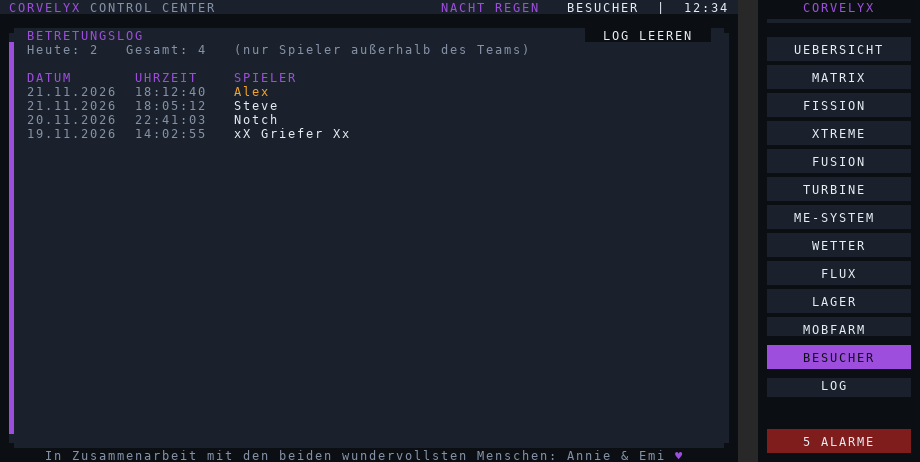 CORVELYX CONTROL CENTER NACHT REGEN BESUCHER | 12:34
BETRETUNGSLOG LOG LEEREN
Heute: 2 Gesamt: 4 (nur Spieler außerhalb des Teams)
DATUM UHRZEIT SPIELER
21.11.2026 18:12:40 Alex
21.11.2026 18:05:12 Steve
20.11.2026 22:41:03 Notch
19.11.2026 14:02:55 xX Griefer Xx
In Zusammenarbeit mit den beiden wundervollsten Menschen: Annie & Emi ♥
CORVELYX
UEBERSICHT
MATRIX
FISSION
XTREME
FUSION
TURBINE
ME-SYSTEM
WETTER
FLUX
LAGER
MOBFARM
BESUCHER
LOG
5 ALARME